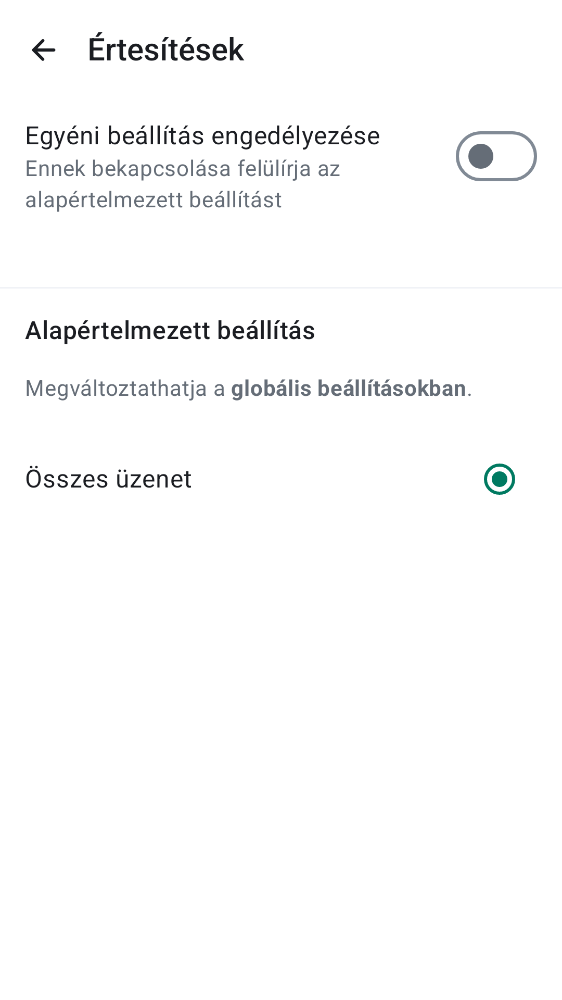 Értesítések
Egyéni beállítás engedélyezése
Ennek bekapcsolása felülírja az
alapértelmezett beállítást
Alapértelmezett beállítás
Megváltoztathatja a globális beállításokban.
Összes üzenet